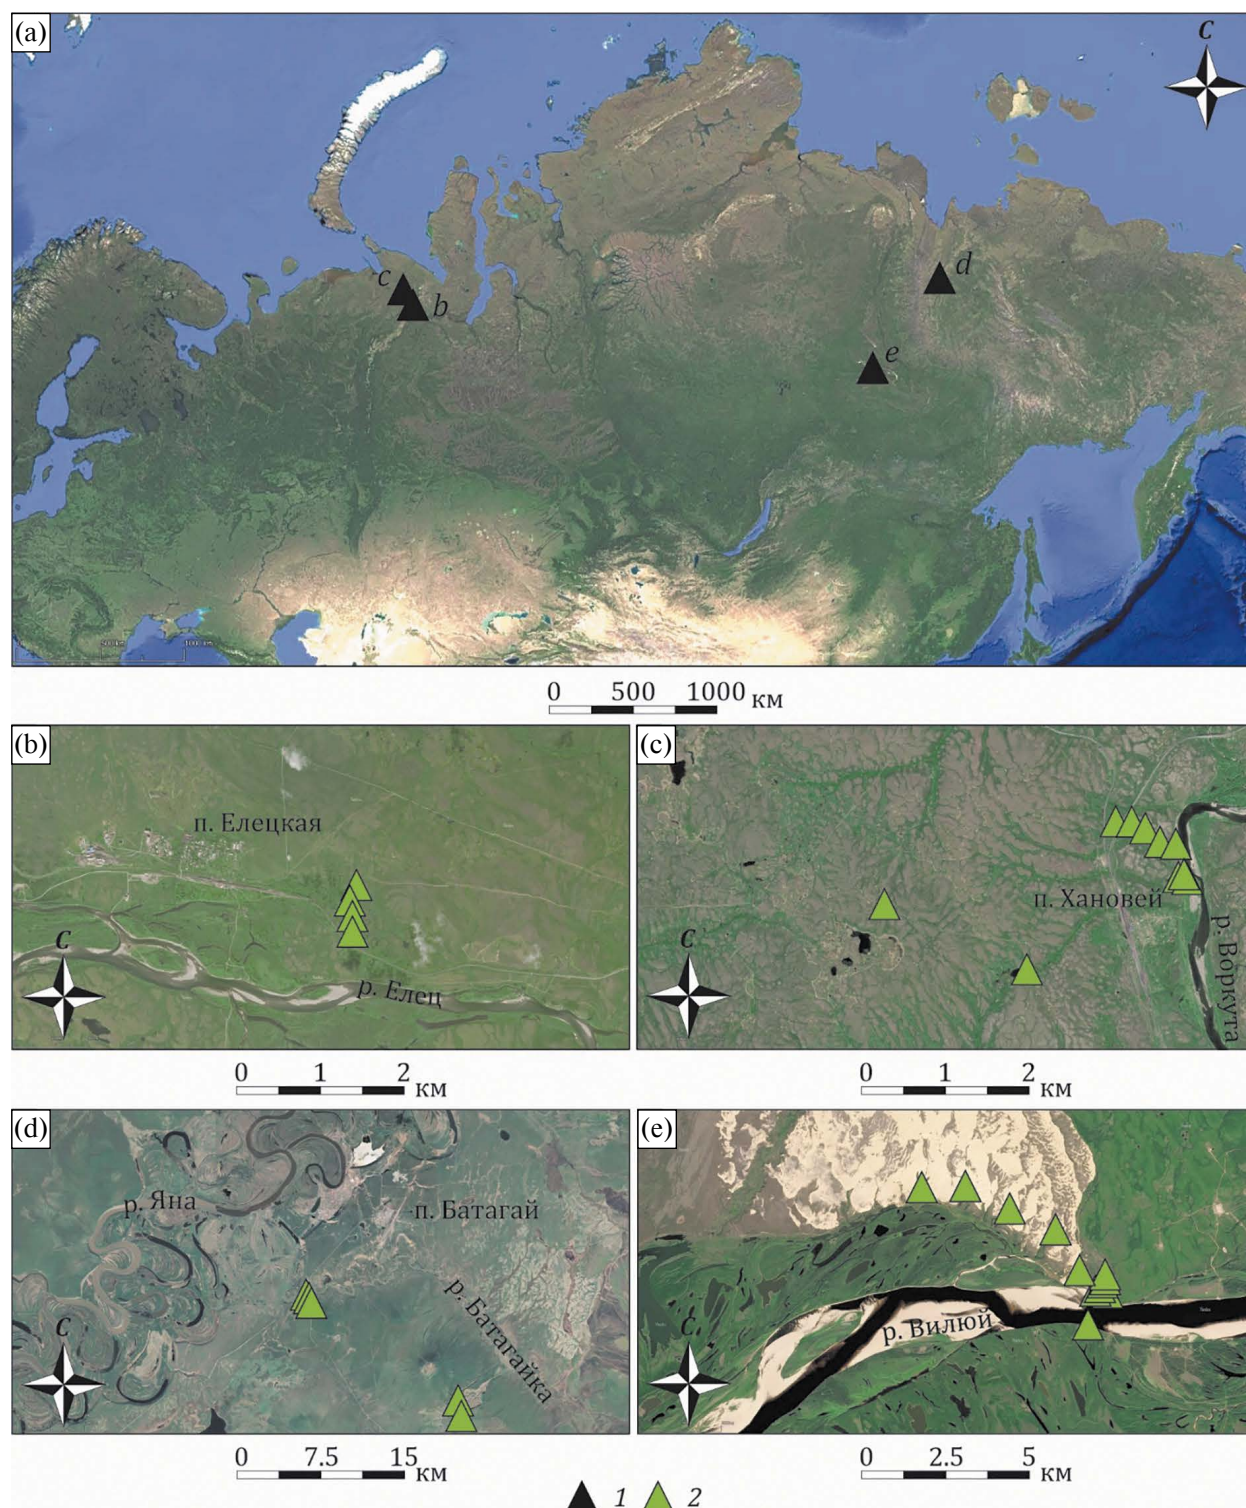 (a)
С
c
b
d
e
0 500 1000 км
(b)
п. Елецкая
С
р. Елец
0 1 2 км
(c)
п. Хановей
р. Воркута
С
0 1 2 км
(d)
р. Яна
п. Батагай
р. Батагайка
С
0 7.5 15 км
(e)
р. Вилюй
С
0 2.5 5 км
1 2